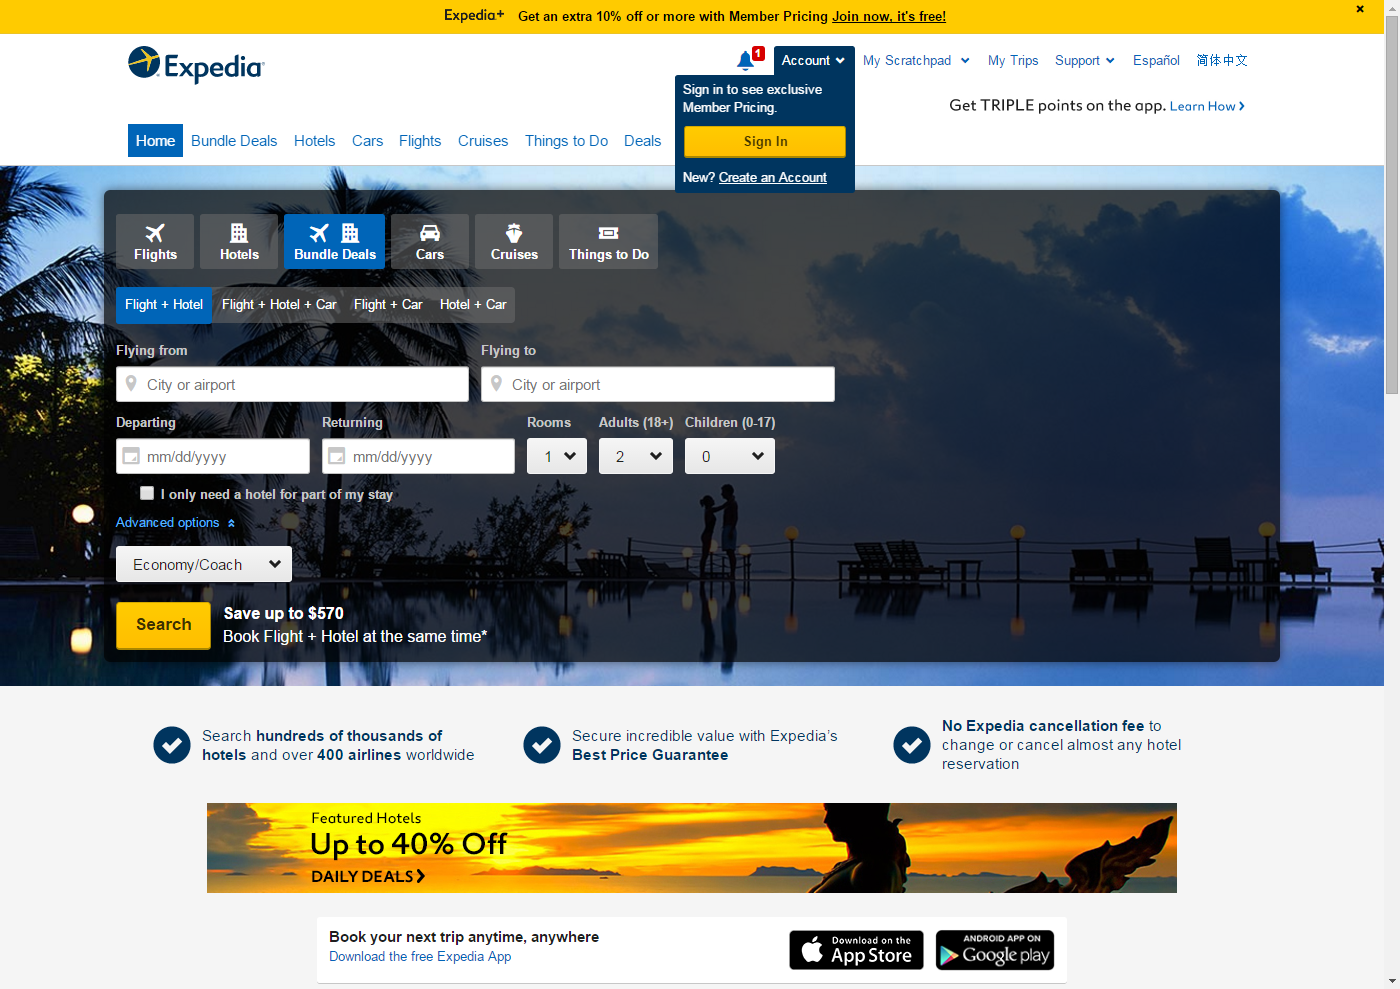 Expedia+ Get an extra 10% off or more with Member Pricing Join now, it's free!
×
Expedia
1
Account
My Scratchpad
My Trips
Support
Español
简体中文
Sign in to see exclusive
Member Pricing.
Sign In
New? Create an Account
Get TRIPLE points on the app. Learn How
Home
Bundle Deals
Hotels
Cars
Flights
Cruises
Things to Do
Deals
Flights
Hotels
Bundle Deals
Cars
Cruises
Things to Do
Flight + Hotel
Flight + Hotel + Car
Flight + Car
Hotel + Car
Flying from
Flying to
City or airport
City or airport
Departing
Returning
Rooms
Adults (18+)
Children (0-17)
mm/dd/yyyy
mm/dd/yyyy
1
2
0
I only need a hotel for part of my stay
Advanced options
Economy/Coach
Search
Save up to $570
Book Flight + Hotel at the same time*
Search hundreds of thousands of
hotels and over 400 airlines worldwide
Secure incredible value with Expedia’s
Best Price Guarantee
No Expedia cancellation fee to
change or cancel almost any hotel
reservation
Featured Hotels
Up to 40% Off
DAILY DEALS
Book your next trip anytime, anywhere
Download the free Expedia App
Download on the
App Store
ANDROID APP ON
Google play